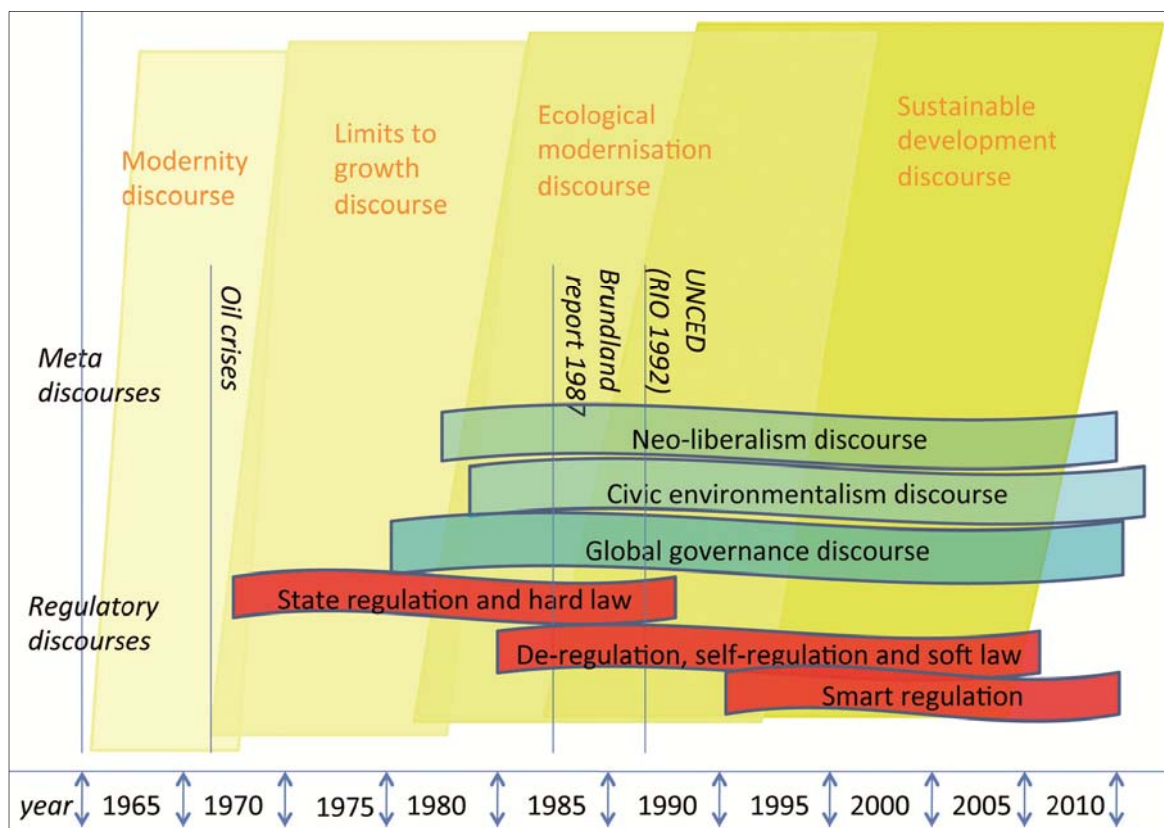 Modernity
discourse
Limits to
growth
discourse
Ecological
modernisation
discourse
Sustainable
development
discourse
Oil crises
Brundland
report 1987
UNCED
(RIO 1992)
Meta
discourses
Neo-liberalism discourse
Civic environmentalism discourse
Global governance discourse
Regulatory
discourses
State regulation and hard law
De-regulation, self-regulation and soft law
Smart regulation
year 1965 1970 1975 1980 1985 1990 1995 2000 2005 2010